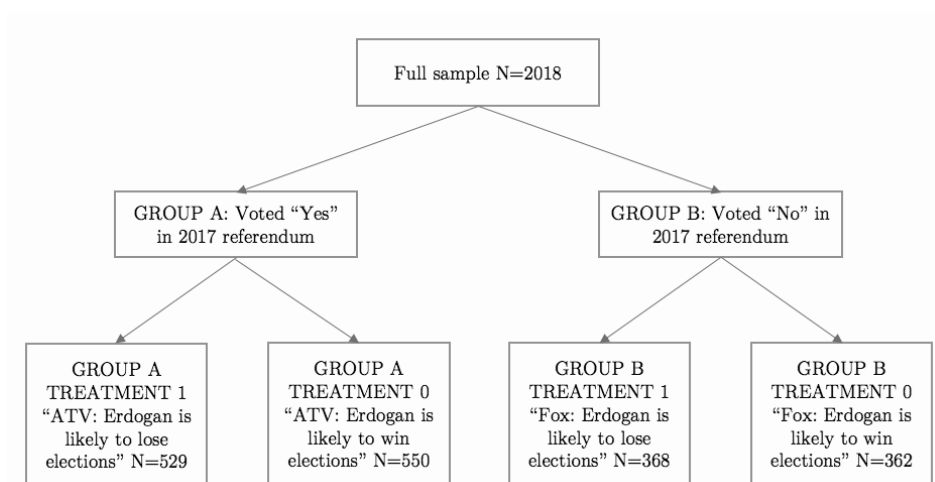 Full sample N=2018
GROUP A: Voted “Yes”
in 2017 referendum
GROUP B: Voted “No” in
2017 referendum
GROUP A
TREATMENT 1
“ATV: Erdogan is
likely to lose
elections” N=529
GROUP A
TREATMENT 0
“ATV: Erdogan is
likely to win
elections” N=550
GROUP B
TREATMENT 1
“Fox: Erdogan is
likely to lose
elections” N=368
GROUP B
TREATMENT 0
“Fox: Erdogan is
likely to win
elections” N=362